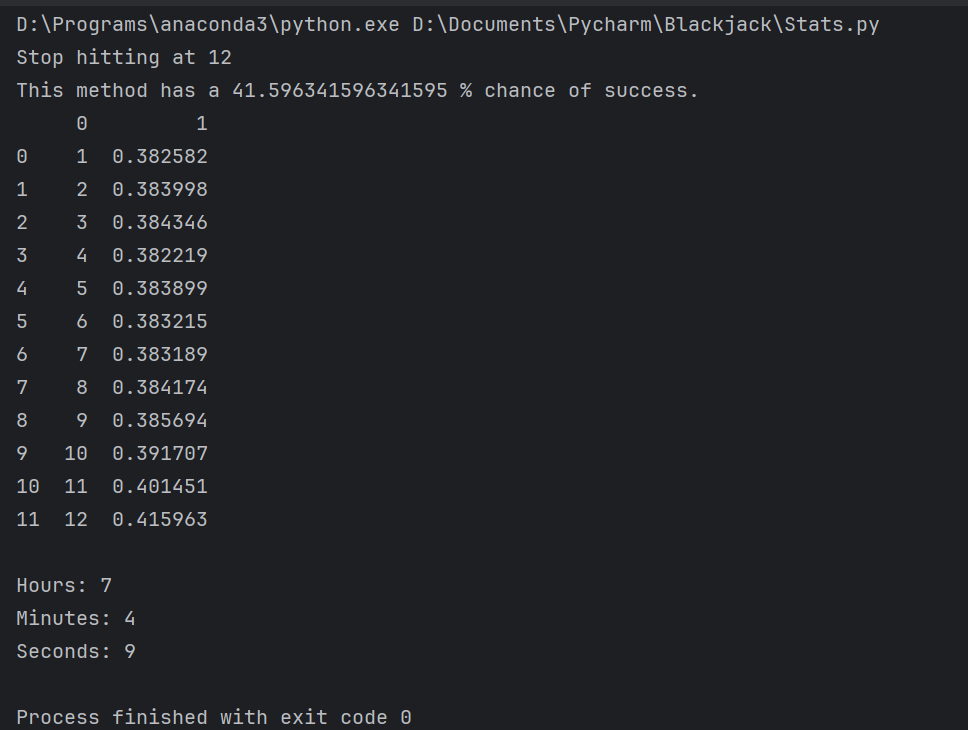 D:\Programs\anaconda3\python.exe D:\Documents\Pycharm\Blackjack\Stats.py
Stop hitting at 12
This method has a 41.596341596341595 % chance of success.
     0         1
0    1  0.382582
1    2  0.383998
2    3  0.384346
3    4  0.382219
4    5  0.383899
5    6  0.383215
6    7  0.383189
7    8  0.384174
8    9  0.385694
9   10  0.391707
10  11  0.401451
11  12  0.415963
Hours: 7
Minutes: 4
Seconds: 9
Process finished with exit code 0